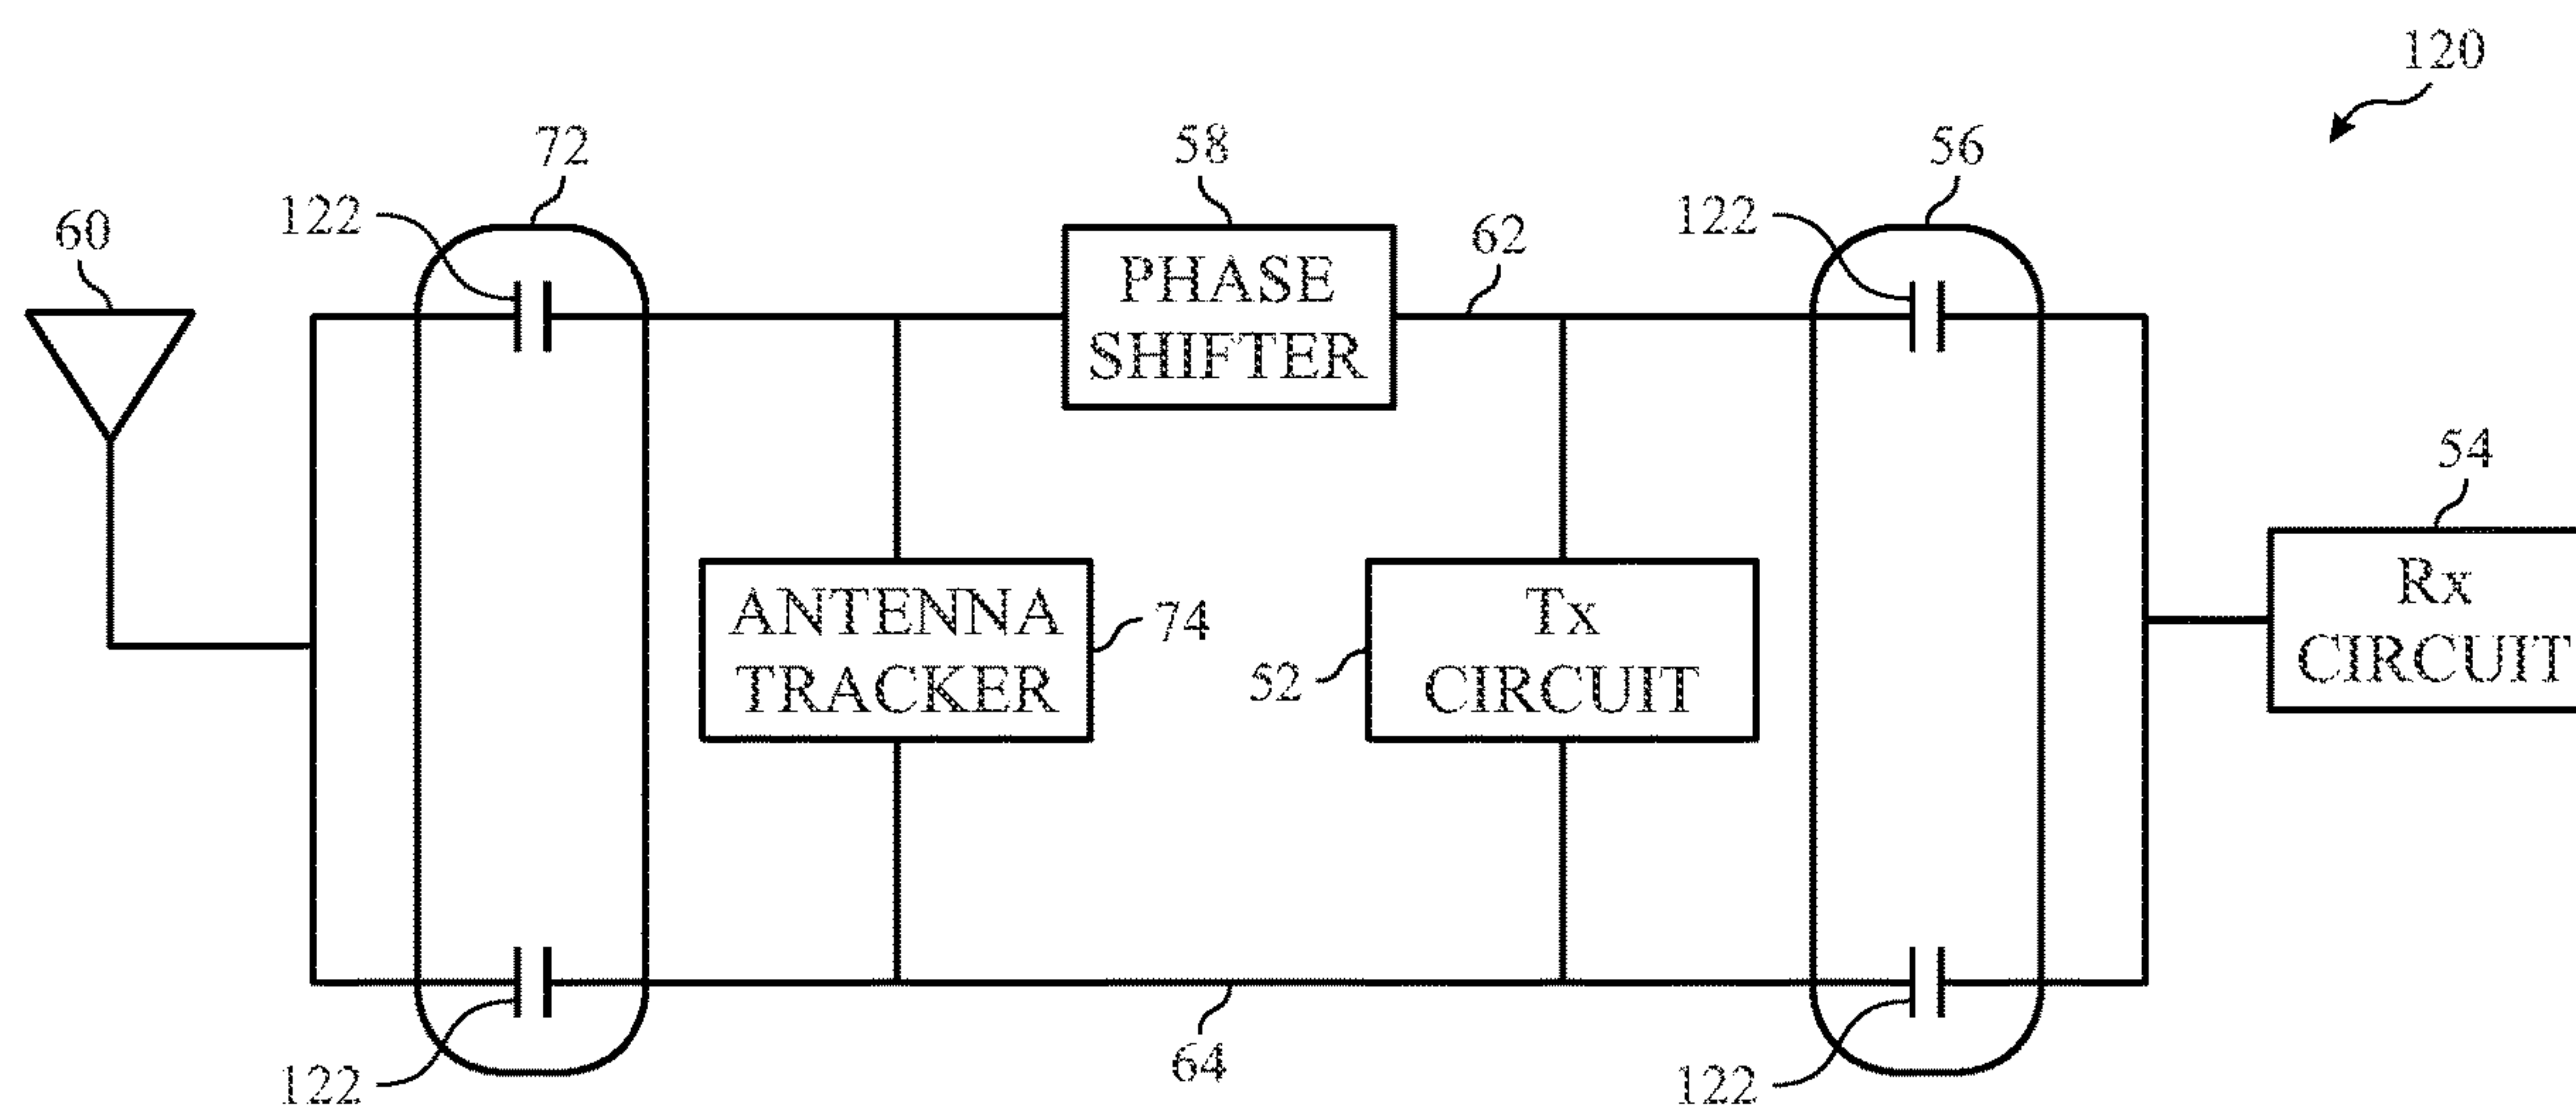 120
72
58
56
122
62
122
60
PHASE
SHIFTER
54
ANTENNA
TRACKER
74
Tx
CIRCUIT
52
Rx
CIRCUIT
64
122
122